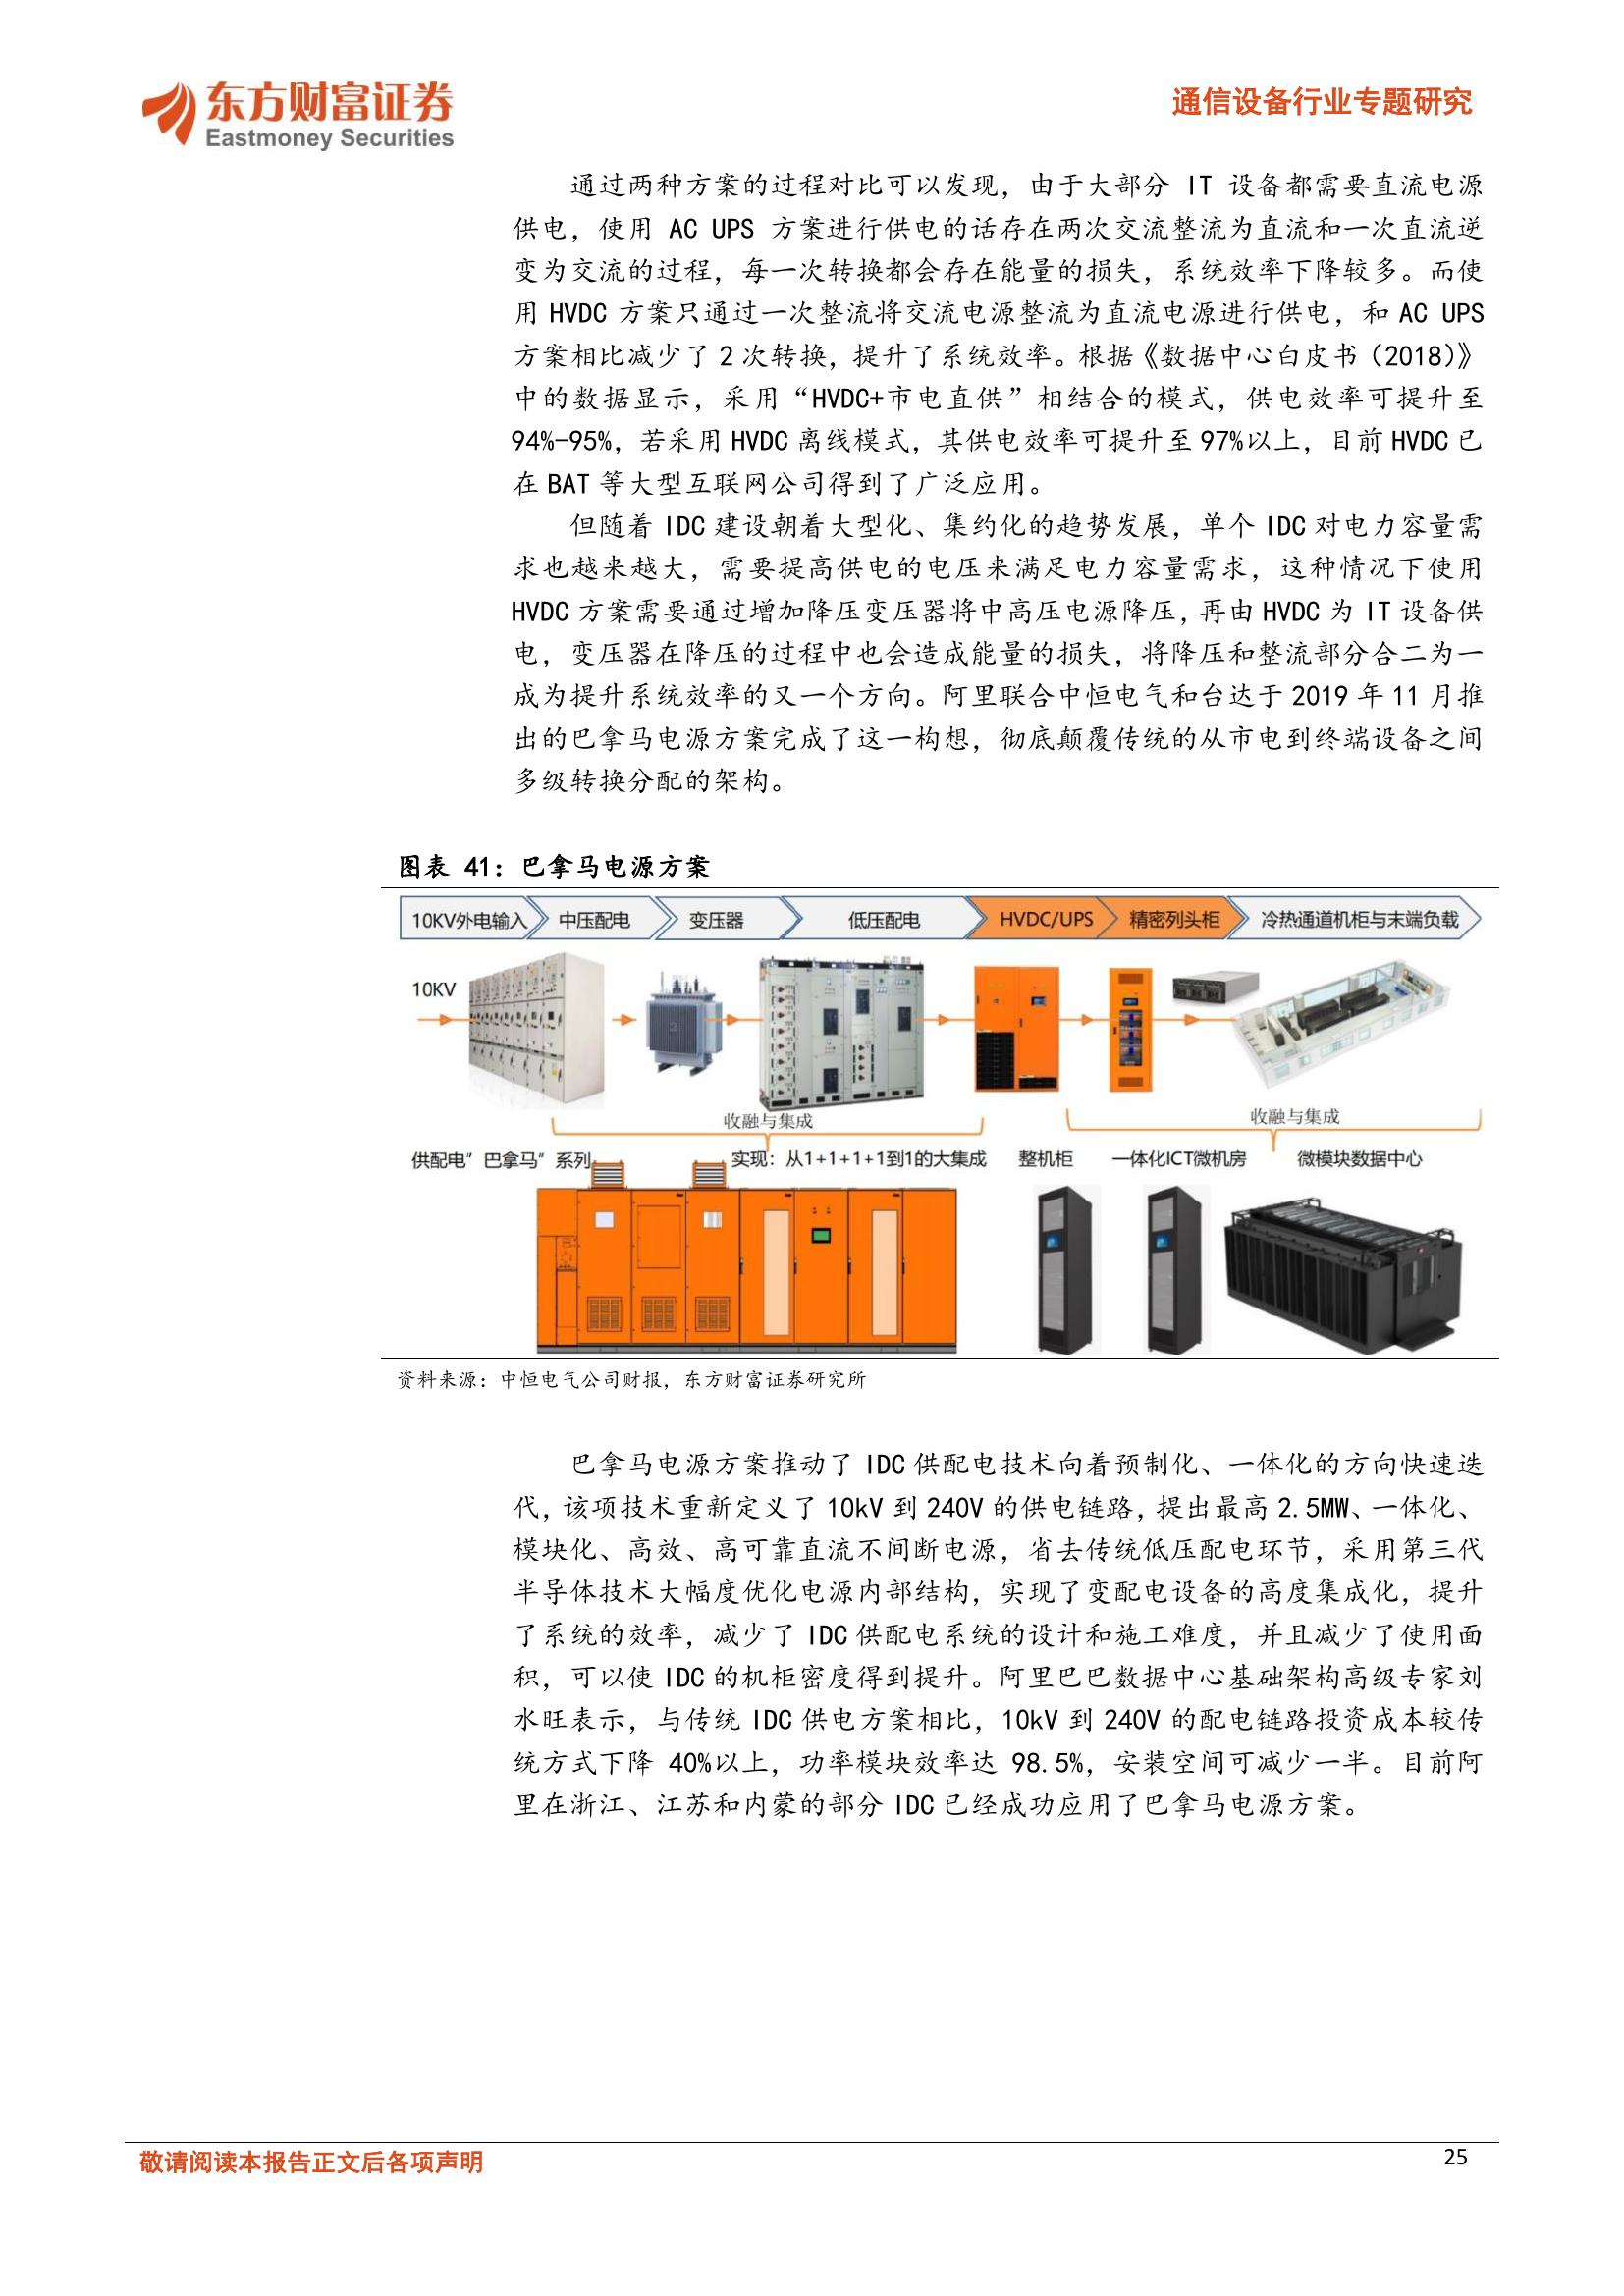 东方财富证券
Eastmoney Securities
通信设备行业专题研究
通过两种方案的过程对比可以发现，由于大部分 IT 设备都需要直流电源
供电，使用 AC UPS 方案进行供电的话存在两次交流整流为直流和一次直流逆
变为交流的过程，每一次转换都会存在能量的损失，系统效率下降较多。而使
用 HVDC 方案只通过一次整流将交流电源整流为直流电源进行供电，和 AC UPS
方案相比减少了 2 次转换，提升了系统效率。根据《数据中心白皮书（2018）》
中的数据显示，采用“HVDC+市电直供”相结合的模式，供电效率可提升至
94%-95%，若采用 HVDC 离线模式，其供电效率可提升至 97%以上，目前 HVDC 已
在 BAT 等大型互联网公司得到了广泛应用。
但随着 IDC 建设朝着大型化、集约化的趋势发展，单个 IDC 对电力容量需
求也越来越大，需要提高供电的电压来满足电力容量需求，这种情况下使用
HVDC 方案需要通过增加降压变压器将中高压电源降压，再由 HVDC 为 IT 设备供
电，变压器在降压的过程中也会造成能量的损失，将降压和整流部分合二为一
成为提升系统效率的又一个方向。阿里联合中恒电气和台达于 2019 年 11 月推
出的巴拿马电源方案完成了这一构想，彻底颠覆传统的从市电到终端设备之间
多级转换分配的架构。
图表 41：巴拿马电源方案
10KV外电输入 中压配电 变压器 低压配电 HVDC/UPS 精密列头柜 冷热通道机柜与末端负载
10KV
收融与集成 收融与集成
供配电“巴拿马”系列 实现：从1+1+1+1到1的大集成 整机柜 一体化ICT微机房 微模块数据中心
资料来源：中恒电气公司财报，东方财富证券研究所
巴拿马电源方案推动了 IDC 供配电技术向着预制化、一体化的方向快速迭
代，该项技术重新定义了 10kV 到 240V 的供电链路，提出最高 2.5MW、一体化、
模块化、高效、高可靠直流不间断电源，省去传统低压配电环节，采用第三代
半导体技术大幅度优化电源内部结构，实现了变配电设备的高度集成化，提升
了系统的效率，减少了 IDC 供配电系统的设计和施工难度，并且减少了使用面
积，可以使 IDC 的机柜密度得到提升。阿里巴巴数据中心基础架构高级专家刘
水旺表示，与传统 IDC 供电方案相比，10kV 到 240V 的配电链路投资成本较传
统方式下降 40%以上，功率模块效率达 98.5%，安装空间可减少一半。目前阿
里在浙江、江苏和内蒙的部分 IDC 已经成功应用了巴拿马电源方案。
敬请阅读本报告正文后各项声明
25